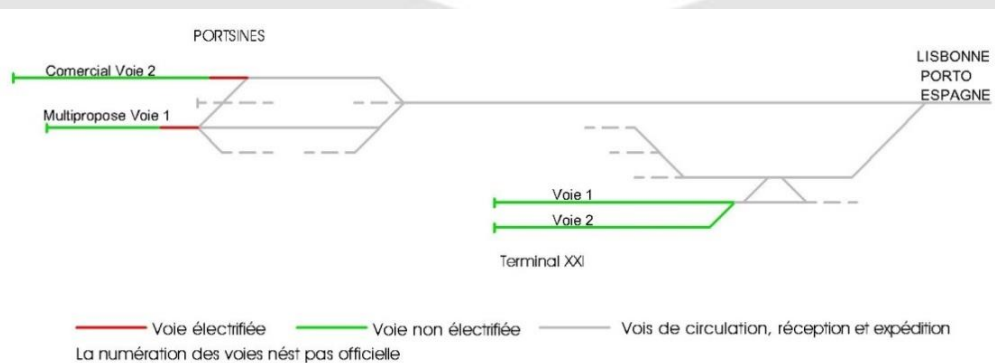 PORTSINES
LISBONNE
PORTO
ESPAGNE
Comercial Voie 2
Multipropose Voie 1
Voie 1
Voie 2
Terminal XXI
Voie électrifiée Voie non électrifiée Vois de circulation, réception et expédition
La numération des voies nést pas officielle